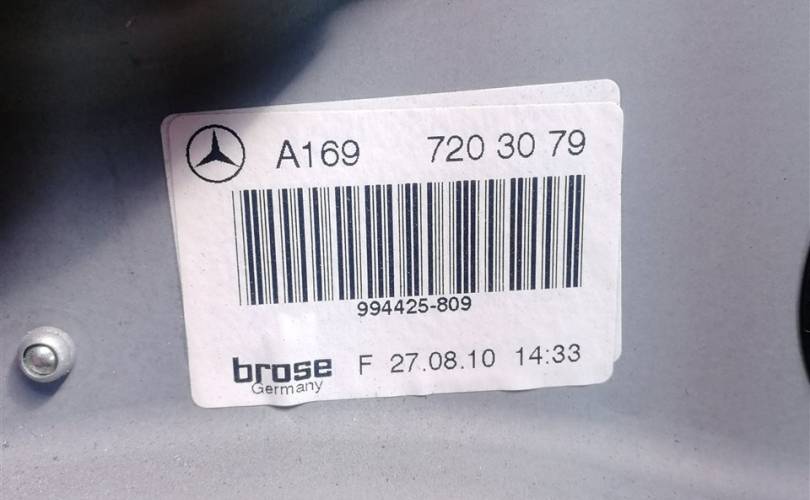 A169 720 30 79
994425-809
brose F 27.08.10 14:33
Germany